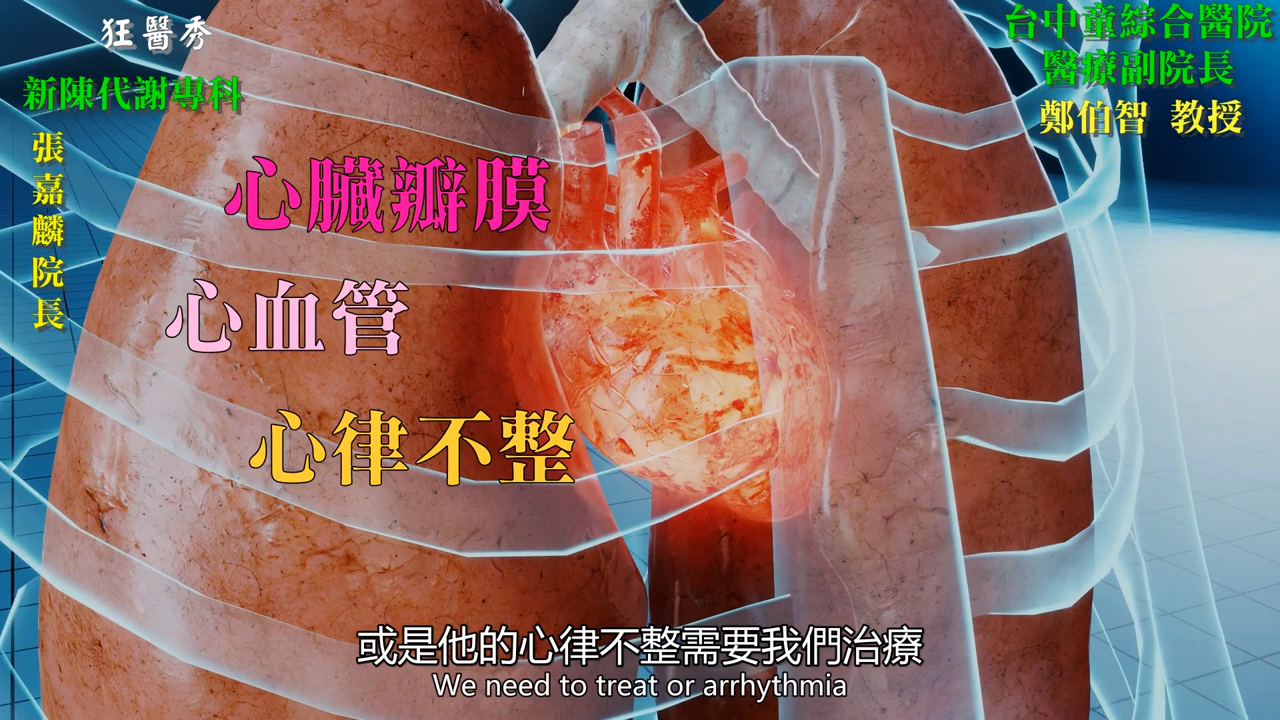 狂醫秀
新陳代謝專科
張嘉麟院長
台中童綜合醫院
醫療副院長
鄭伯智 教授
心臟瓣膜
心血管
心律不整
或是他的心律不整需要我們治療
We need to treat or arrhythmia